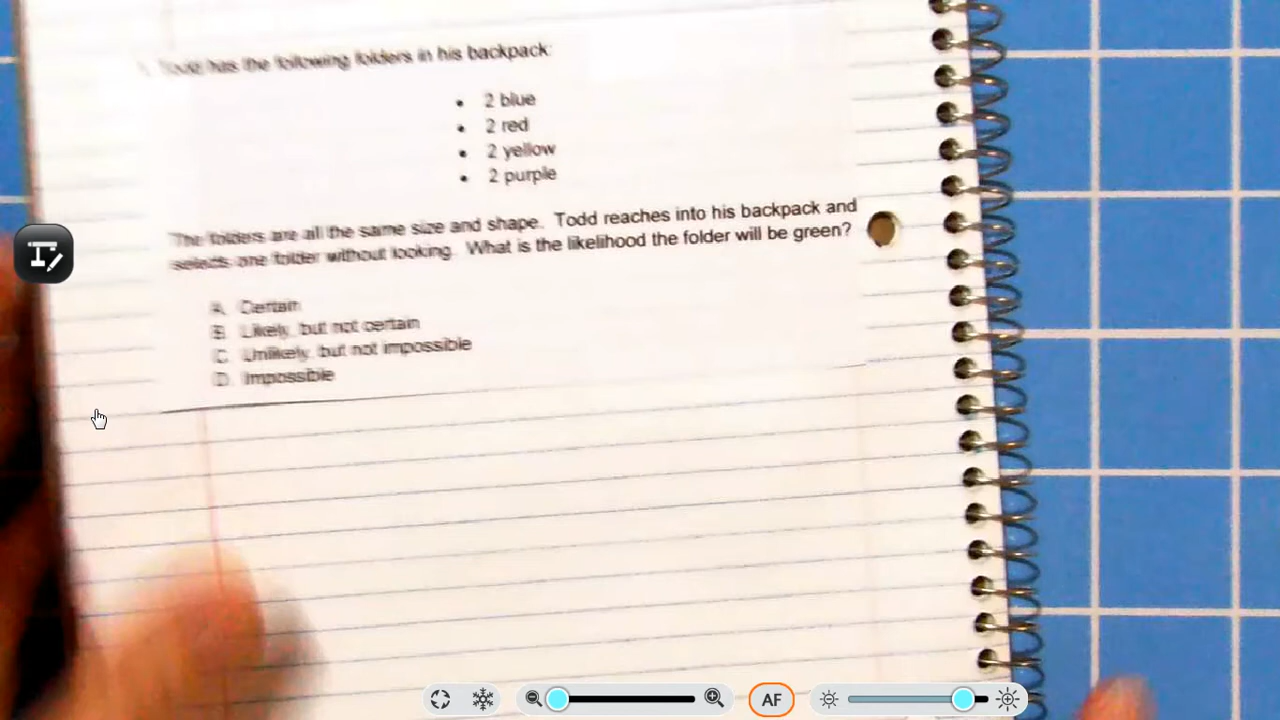 Todd has the following folders in his backpack:
• 2 blue
• 2 red
• 2 yellow
• 2 purple
The folders are all the same size and shape. Todd reaches into his backpack and
selects one folder without looking. What is the likelihood the folder will be green?
A. Certain
B. Likely, but not certain
C. Unlikely, but not impossible
D. Impossible
AF